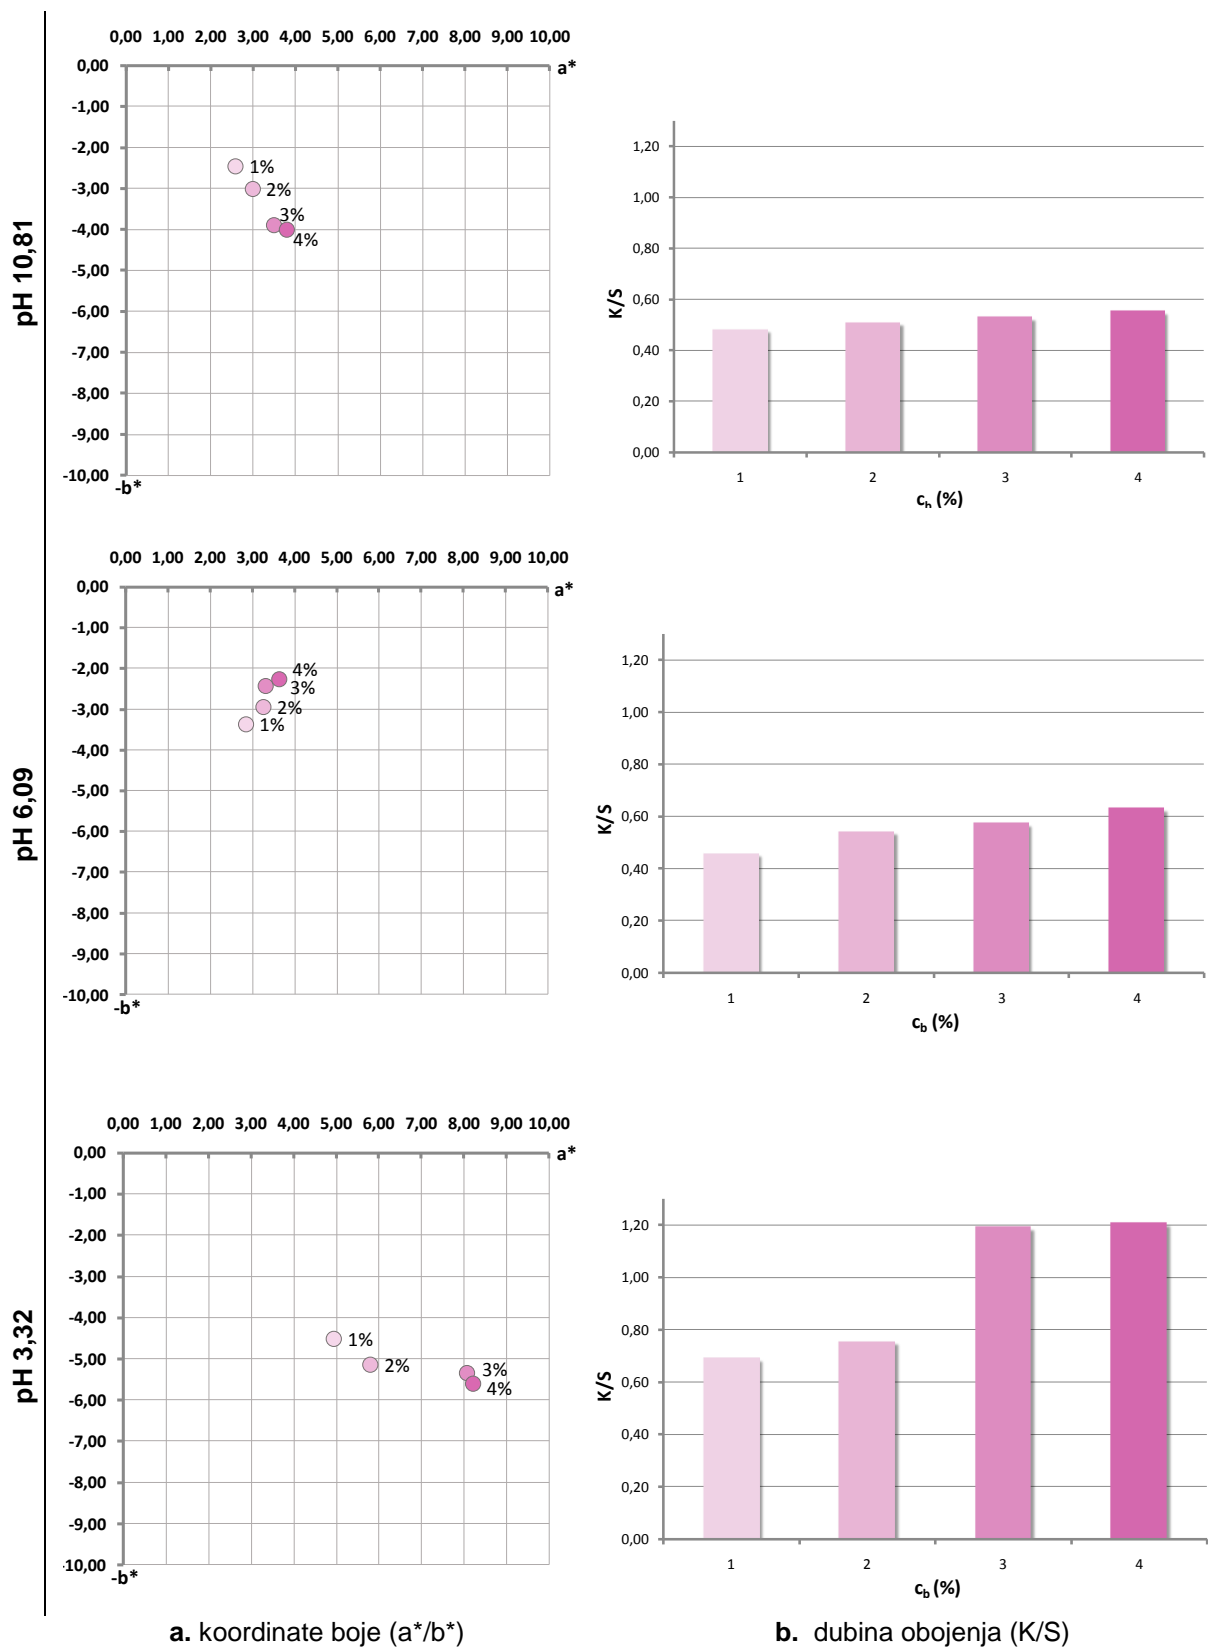 pH 10,81
0,00 1,00 2,00 3,00 4,00 5,00 6,00 7,00 8,00 9,00 10,00
a*
0,00
-1,00
-2,00
-3,00
-4,00
-5,00
-6,00
-7,00
-8,00
-9,00
-10,00
-b*
1%
2%
3%
4%
1,20
1,00
0,80
0,60
0,40
0,20
0,00
K/S
1 2 3 4
cb (%)
pH 6,09
0,00 1,00 2,00 3,00 4,00 5,00 6,00 7,00 8,00 9,00 10,00
a*
0,00
-1,00
-2,00
-3,00
-4,00
-5,00
-6,00
-7,00
-8,00
-9,00
-10,00
-b*
4%
3%
2%
1%
1,20
1,00
0,80
0,60
0,40
0,20
0,00
K/S
1 2 3 4
cb (%)
pH 3,32
0,00 1,00 2,00 3,00 4,00 5,00 6,00 7,00 8,00 9,00 10,00
a*
0,00
-1,00
-2,00
-3,00
-4,00
-5,00
-6,00
-7,00
-8,00
-9,00
-10,00
-b*
1%
2%
3%
4%
1,20
1,00
0,80
0,60
0,40
0,20
0,00
K/S
1 2 3 4
cb (%)
a. koordinate boje (a*/b*)
b. dubina obojenja (K/S)